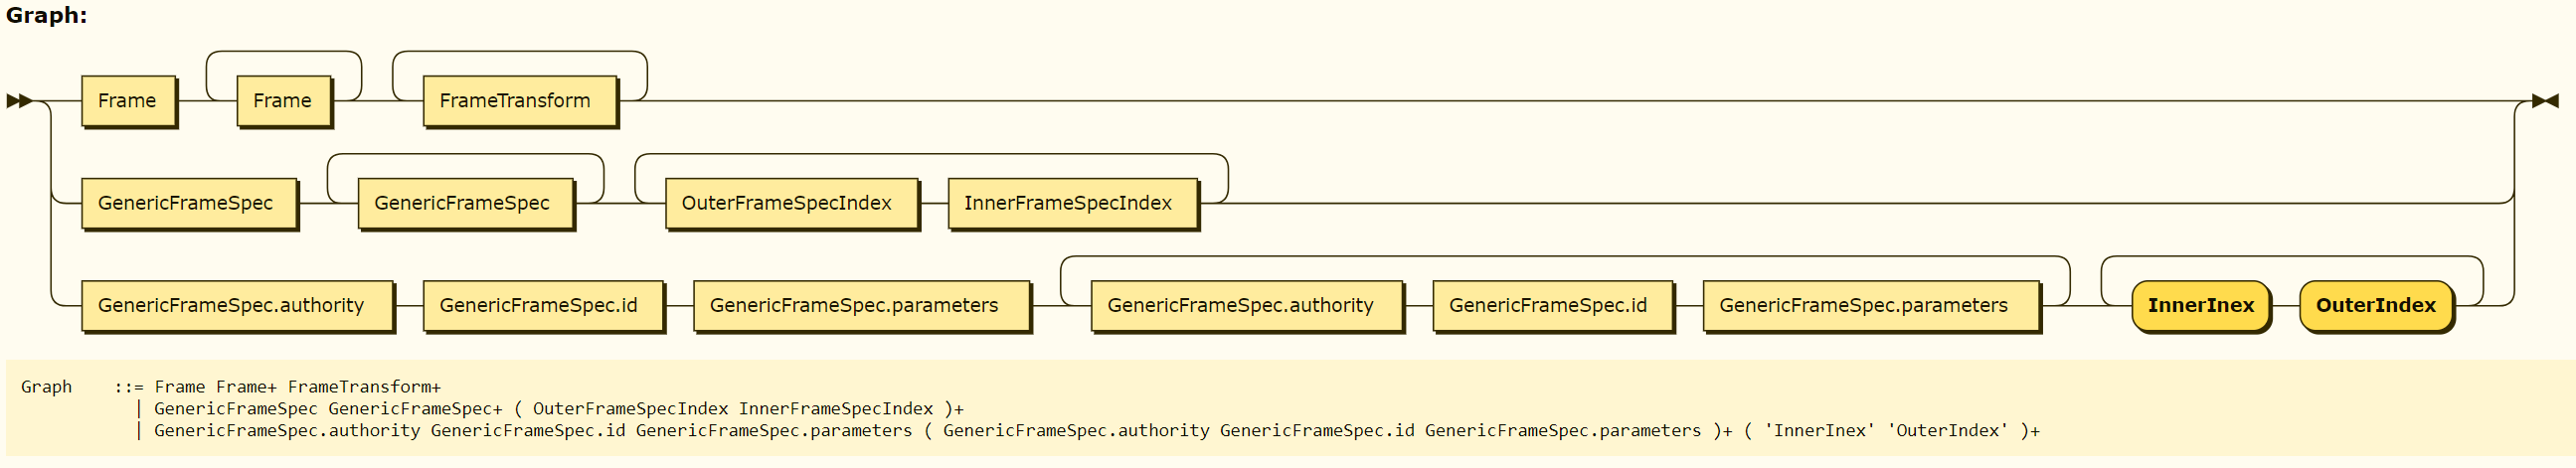 Graph:
Frame Frame FrameTransform
GenericFrameSpec GenericFrameSpec OuterFrameSpecIndex InnerFrameSpecIndex
GenericFrameSpec.authority GenericFrameSpec.id GenericFrameSpec.parameters GenericFrameSpec.authority GenericFrameSpec.id GenericFrameSpec.parameters InnerInex OuterIndex
Graph ::= Frame Frame+ FrameTransform+
| GenericFrameSpec GenericFrameSpec+ ( OuterFrameSpecIndex InnerFrameSpecIndex )+
| GenericFrameSpec.authority GenericFrameSpec.id GenericFrameSpec.parameters ( GenericFrameSpec.authority GenericFrameSpec.id GenericFrameSpec.parameters )+ ( 'InnerInex' 'OuterIndex' )+